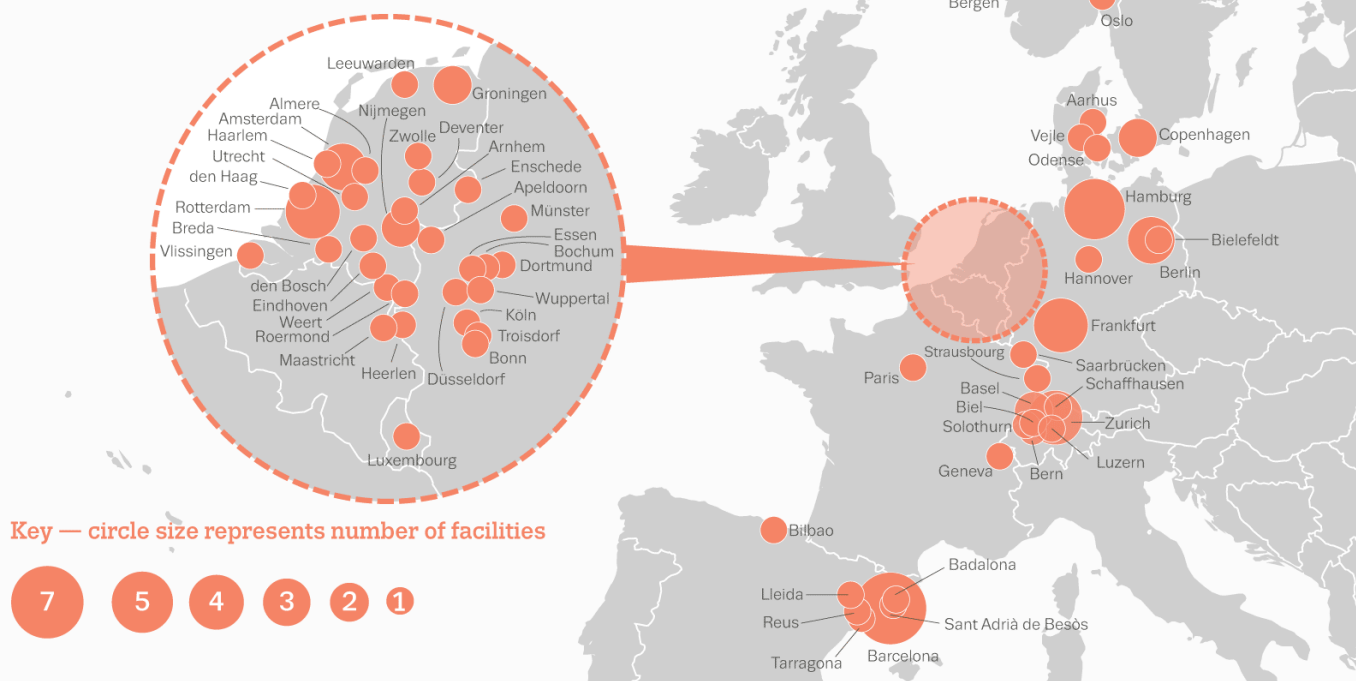 Bergen
Oslo
Leeuwarden
Groningen
Almere
Nijmegen
Amsterdam
Zwolle
Deventer
Haarlem
Arnhem
Utrecht
Enschede
den Haag
Apeldoorn
Rotterdam
Münster
Breda
Essen
Vlissingen
Bochum
Dortmund
den Bosch
Eindhoven
Wuppertal
Weert
Köln
Roermond
Troisdorf
Maastricht
Bonn
Heerlen
Düsseldorf
Luxembourg
Aarhus
Vejle
Copenhagen
Odense
Hamburg
Bielefeldt
Berlin
Hannover
Frankfurt
Strausbourg
Saarbrücken
Paris
Schaffhausen
Basel
Biel
Zurich
Solothurn
Luzern
Geneva
Bern
Bilbao
Badalona
Lleida
Reus
Sant Adrià de Besòs
Tarragona
Barcelona
Key — circle size represents number of facilities
7 5 4 3 2 1